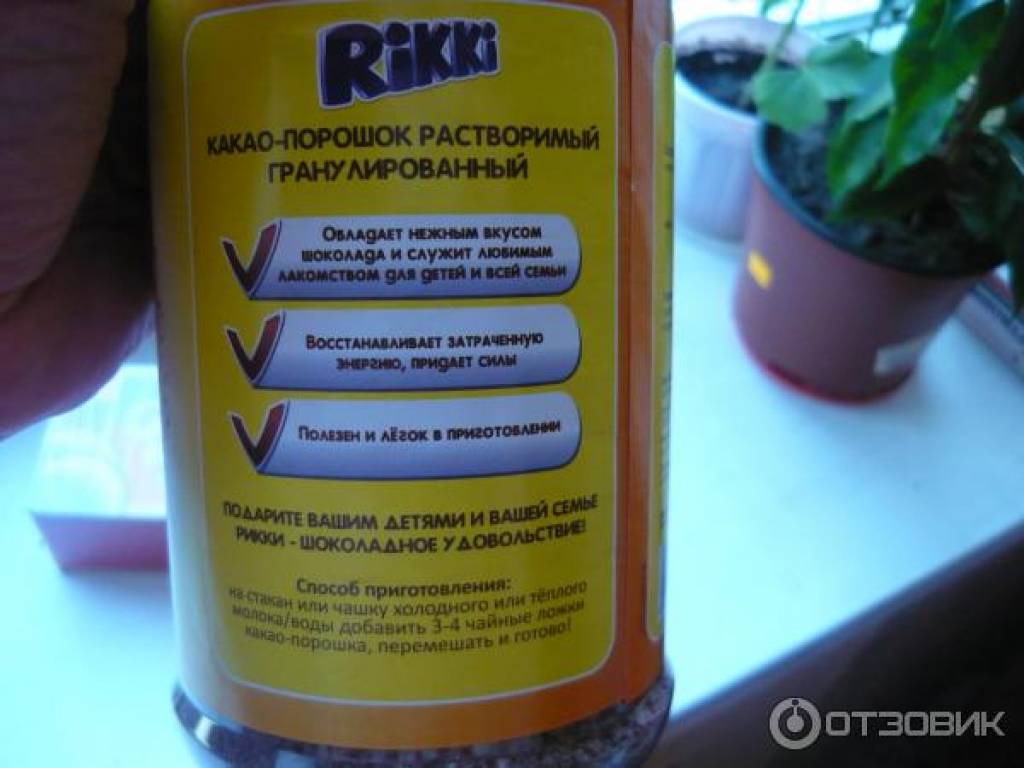 Rikki
КАКАО-ПОРОШОК РАСТВОРИМЫЙ
ГРАНУЛИРОВАННЫЙ
ОБЛАДАЕТ НЕЖНЫМ ВКУСОМ
ШОКОЛАДА И СЛУЖИТ ЛЮБИМЫМ
ЛАКОМСТВОМ ДЛЯ ДЕТЕЙ И ВСЕЙ СЕМЬИ
ВОССТАНАВЛИВАЕТ ЗАТРАЧЕННУЮ
ЭНЕРГИЮ, ПРИДАЕТ СИЛЫ
ПОЛЕЗЕН И ЛЁГОК В ПРИГОТОВЛЕНИИ
ПОДАРИТЕ ВАШИМ ДЕТЯМИ И ВАШЕЙ СЕМЬЕ
РИККИ - ШОКОЛАДНОЕ УДОВОЛЬСТВИЕ!
Способ приготовления:
на стакан или чашку холодного или тёплого
молока/воды добавить 3-4 чайные ложки
какао-порошка, перемешать и готово!
ОТЗОВИК